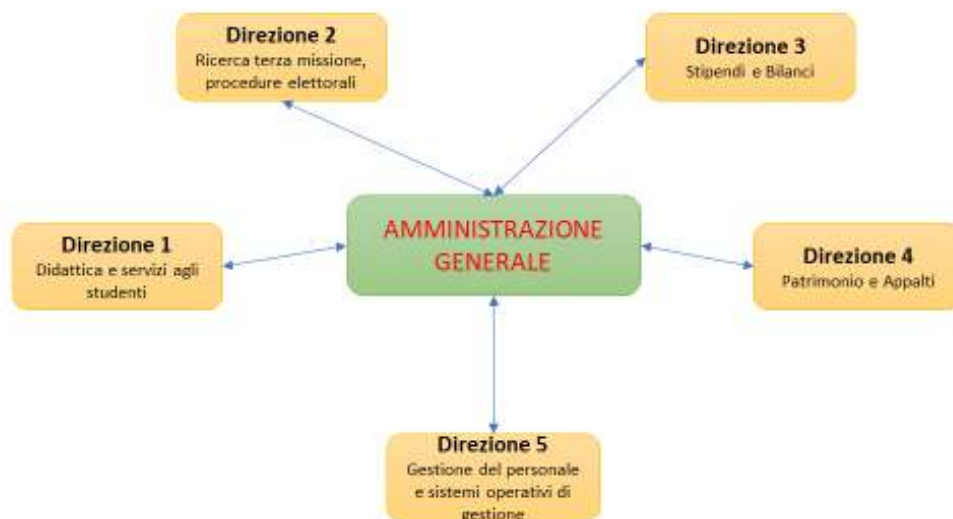 Direzione 2
Ricerca terza missione,
procedure elettorali
Direzione 3
Stipendi e Bilanci
AMMINISTRAZIONE
GENERALE
Direzione 1
Didattica e servizi agli
studenti
Direzione 4
Patrimonio e Appalti
Direzione 5
Gestione del personale
e sistemi operativi di
gestione